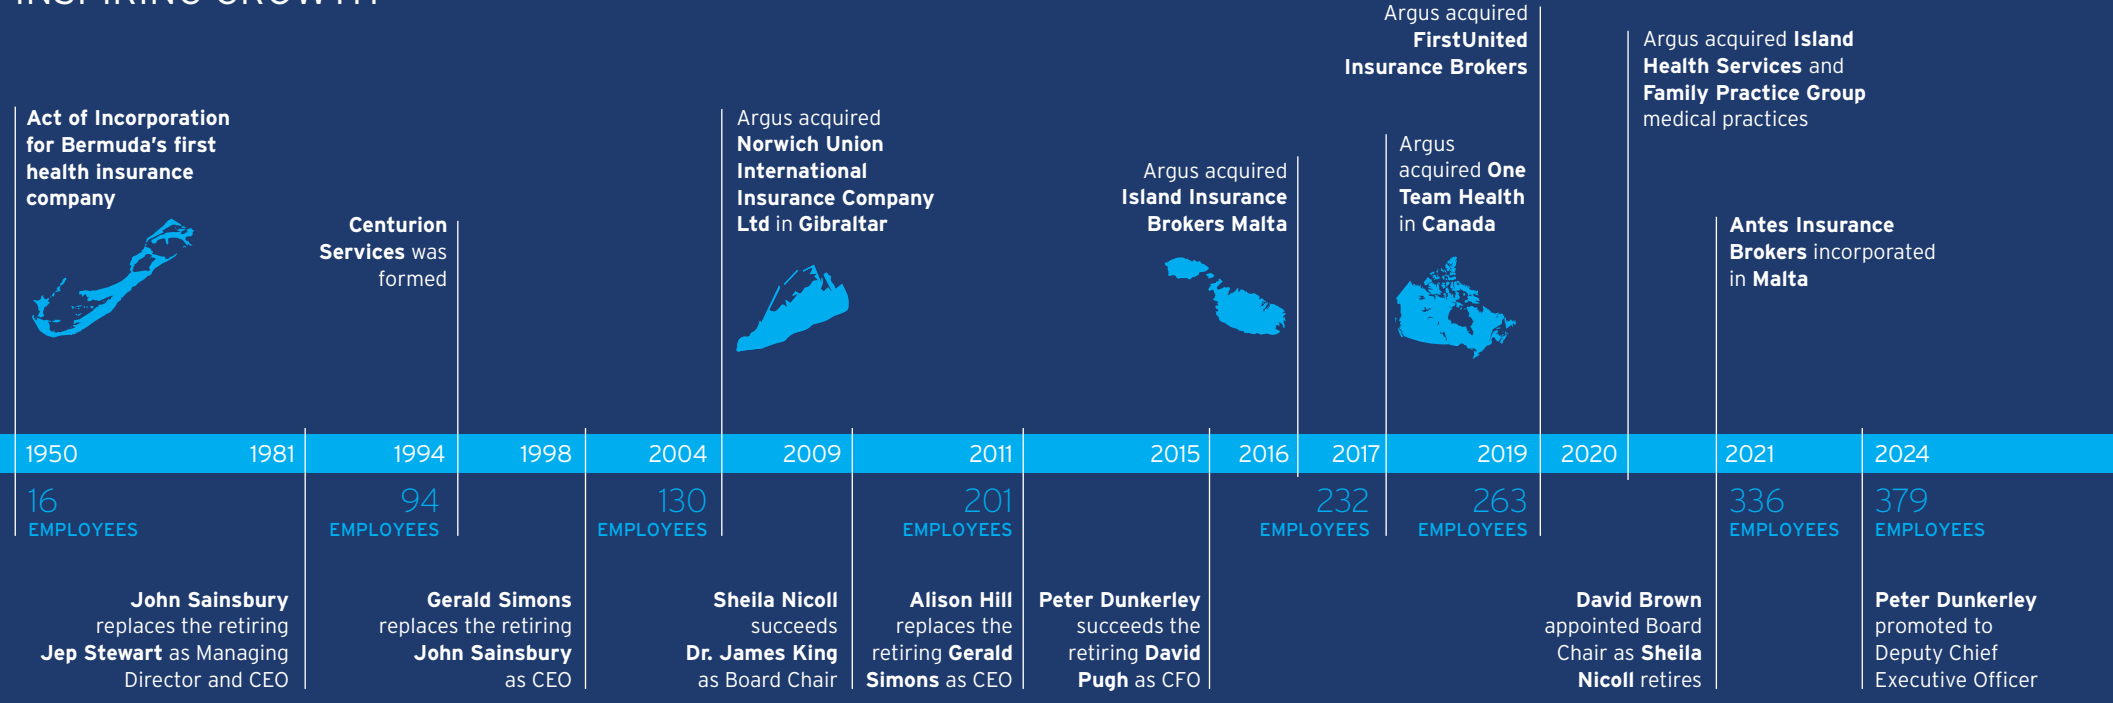 INSPIRING GROWTH
Act of Incorporation
for Bermuda's first
health insurance
company
Centurion
Services was
formed
Argus acquired
Norwich Union
International
Insurance Company
Ltd in Gibraltar
Argus acquired
Island Insurance
Brokers Malta
Argus acquired
FirstUnited
Insurance Brokers
Argus
acquired One
Team Health
in Canada
Argus acquired Island
Health Services and
Family Practice Group
medical practices
Antes Insurance
Brokers incorporated
in Malta
1950 1981 1994 1998 2004 2009 2011 2015 2016 2017 2019 2020 2021 2024
16
EMPLOYEES
94
EMPLOYEES
130
EMPLOYEES
201
EMPLOYEES
232
EMPLOYEES
263
EMPLOYEES
336
EMPLOYEES
379
EMPLOYEES
John Sainsbury
replaces the retiring
Jep Stewart as Managing
Director and CEO
Gerald Simons
replaces the retiring
John Sainsbury
as CEO
Sheila Nicoll
succeeds
Dr. James King
as Board Chair
Alison Hill
replaces the
retiring Gerald
Simons as CEO
Peter Dunkerley
succeeds the
retiring David
Pugh as CFO
David Brown
appointed Board
Chair as Sheila
Nicoll retires
Peter Dunkerley
promoted to
Deputy Chief
Executive Officer